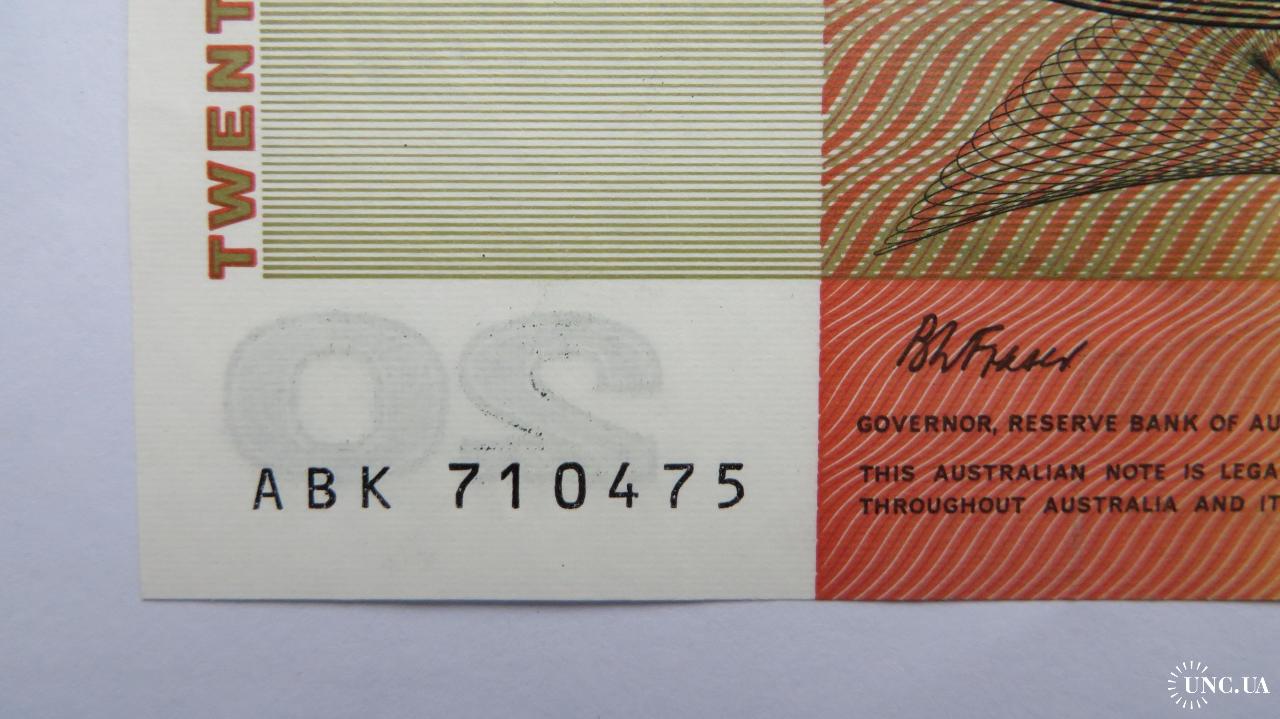 TWENT
20
BWFraser
GOVERNOR, RESERVE BANK OF AU
ABK 710475
THIS AUSTRALIAN NOTE IS LEGA
THROUGHOUT AUSTRALIA AND IT
UNC.UA